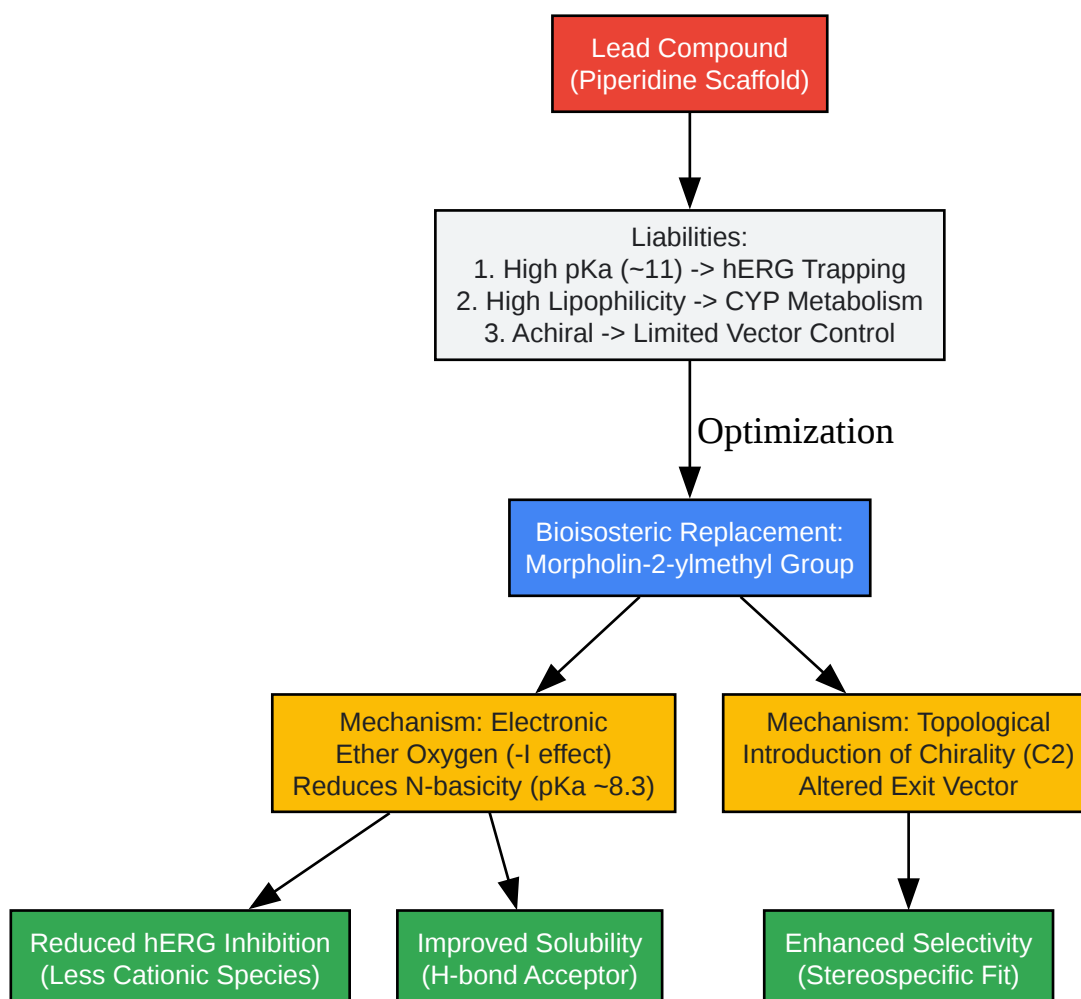 Lead Compound
(Piperidine Scaffold)
Liabilities:
1. High pKa (~11) -> hERG Trapping
2. High Lipophilicity -> CYP Metabolism
3. Achiral -> Limited Vector Control
Optimization
Bioisosteric Replacement:
Morpholin-2-ylmethyl Group
Mechanism: Electronic
Ether Oxygen (-I effect)
Reduces N-basicity (pKa ~8.3)
Mechanism: Topological
Introduction of Chirality (C2)
Altered Exit Vector
Reduced hERG Inhibition
(Less Cationic Species)
Improved Solubility
(H-bond Acceptor)
Enhanced Selectivity
(Stereospecific Fit)